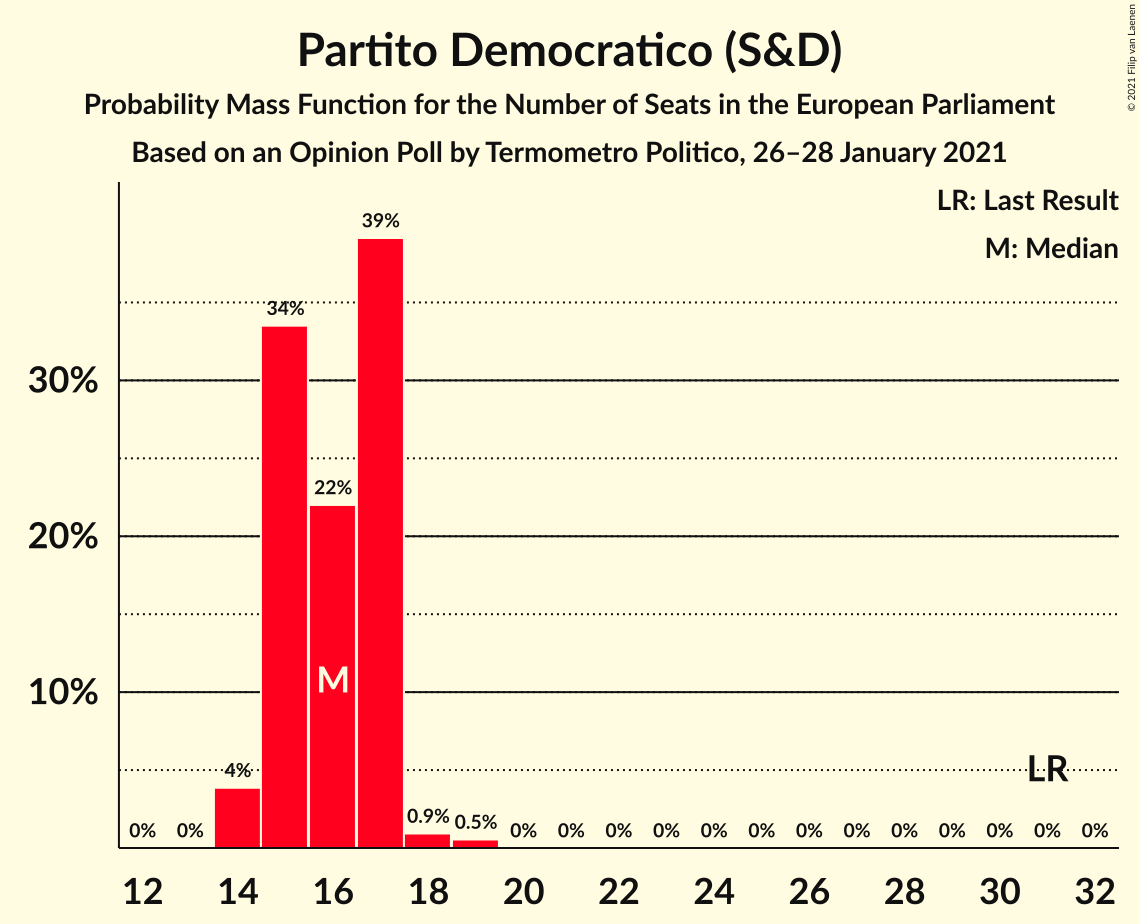 Partito Democratico (S&D)
Probability Mass Function for the Number of Seats in the European Parliament
Based on an Opinion Poll by Termometro Politico, 26–28 January 2021
© 2021 Filip van Laenen
LR: Last Result
M: Median
39%
34%
30%
22%
20%
M
10%
LR
4%
0.9% 0.5%
0% 0% 0% 0% 0% 0% 0% 0% 0% 0% 0% 0% 0% 0% 0%
12 14 16 18 20 22 24 26 28 30 32